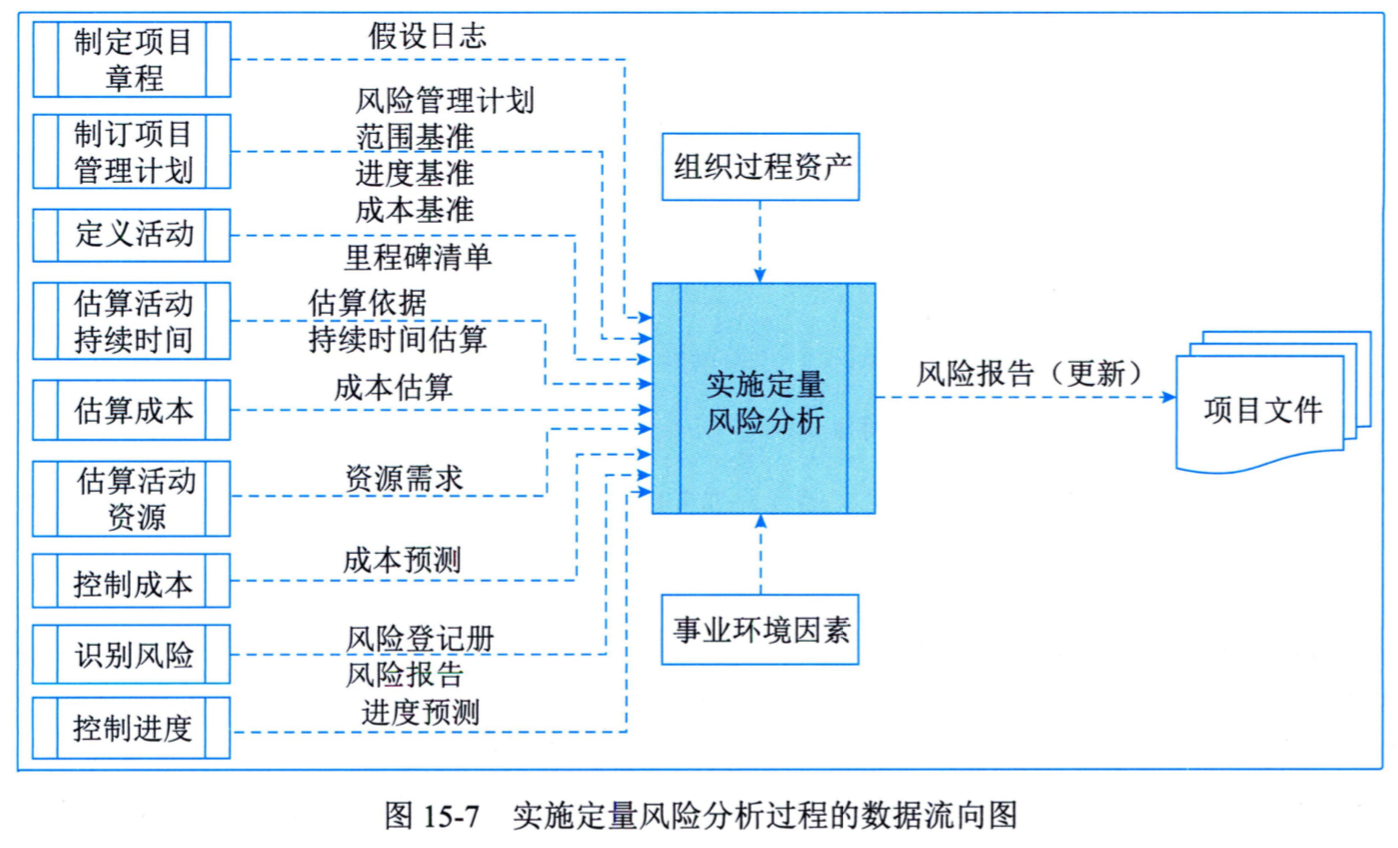 制定项目
章程
假设日志
制订项目
管理计划
风险管理计划
范围基准
进度基准
成本基准
定义活动
里程碑清单
估算活动
持续时间
估算依据
持续时间估算
估算成本
成本估算
估算活动
资源
资源需求
控制成本
成本预测
识别风险
风险登记册
风险报告
控制进度
进度预测
组织过程资产
实施定量
风险分析
事业环境因素
风险报告（更新）
项目文件
图 15-7 实施定量风险分析过程的数据流向图